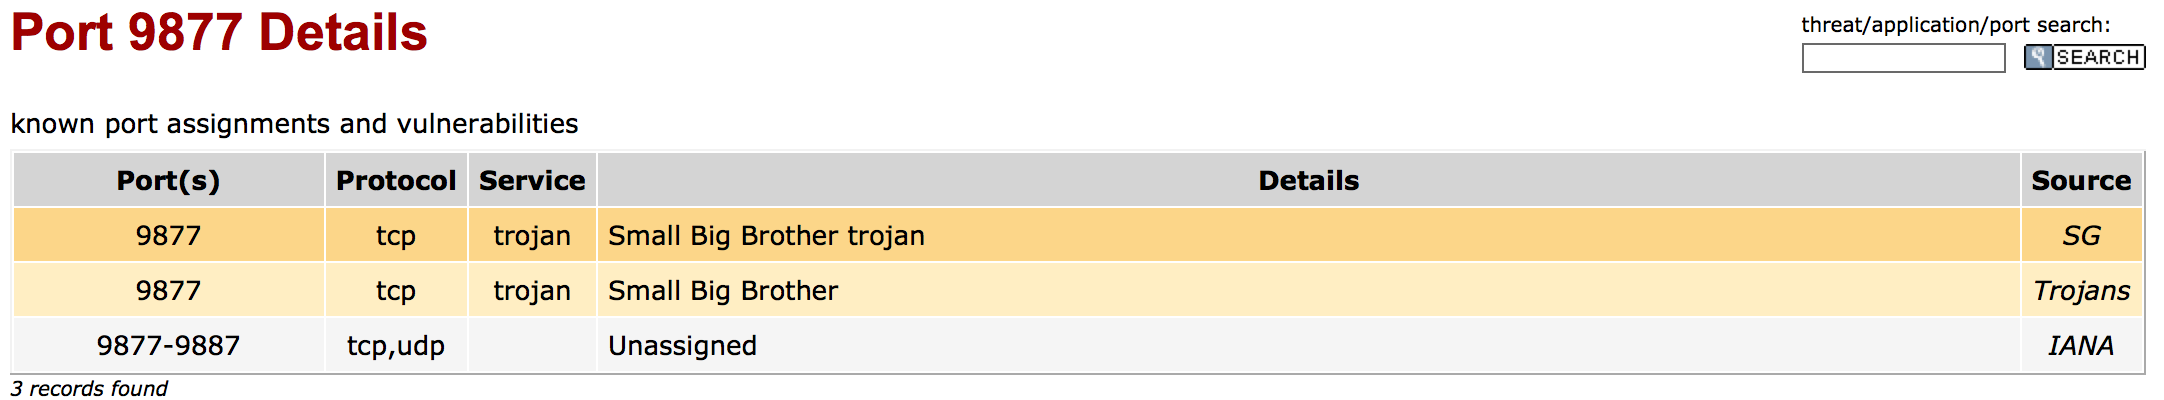 Port 9877 Details
threat/application/port search:
SEARCH
known port assignments and vulnerabilities
Port(s) Protocol Service Details Source
9877 tcp trojan Small Big Brother trojan SG
9877 tcp trojan Small Big Brother Trojans
9877-9887 tcp,udp Unassigned IANA
3 records found